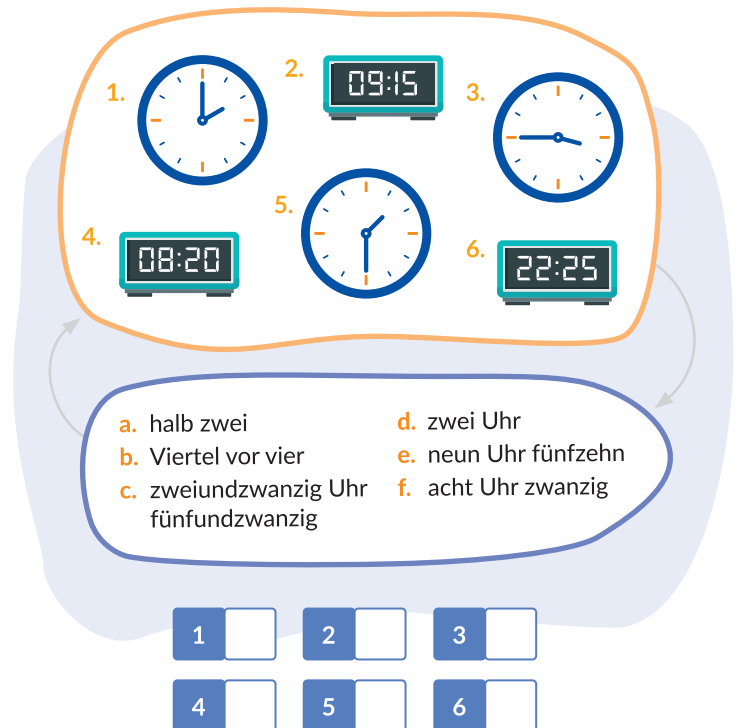 1.
2. 09:15
3.
4. 08:20
5.
6. 22:25
a. halb zwei
b. Viertel vor vier
c. zweiundzwanzig Uhr
fünfundzwanzig
d. zwei Uhr
e. neun Uhr fünfzehn
f. acht Uhr zwanzig
1 2 3
4 5 6